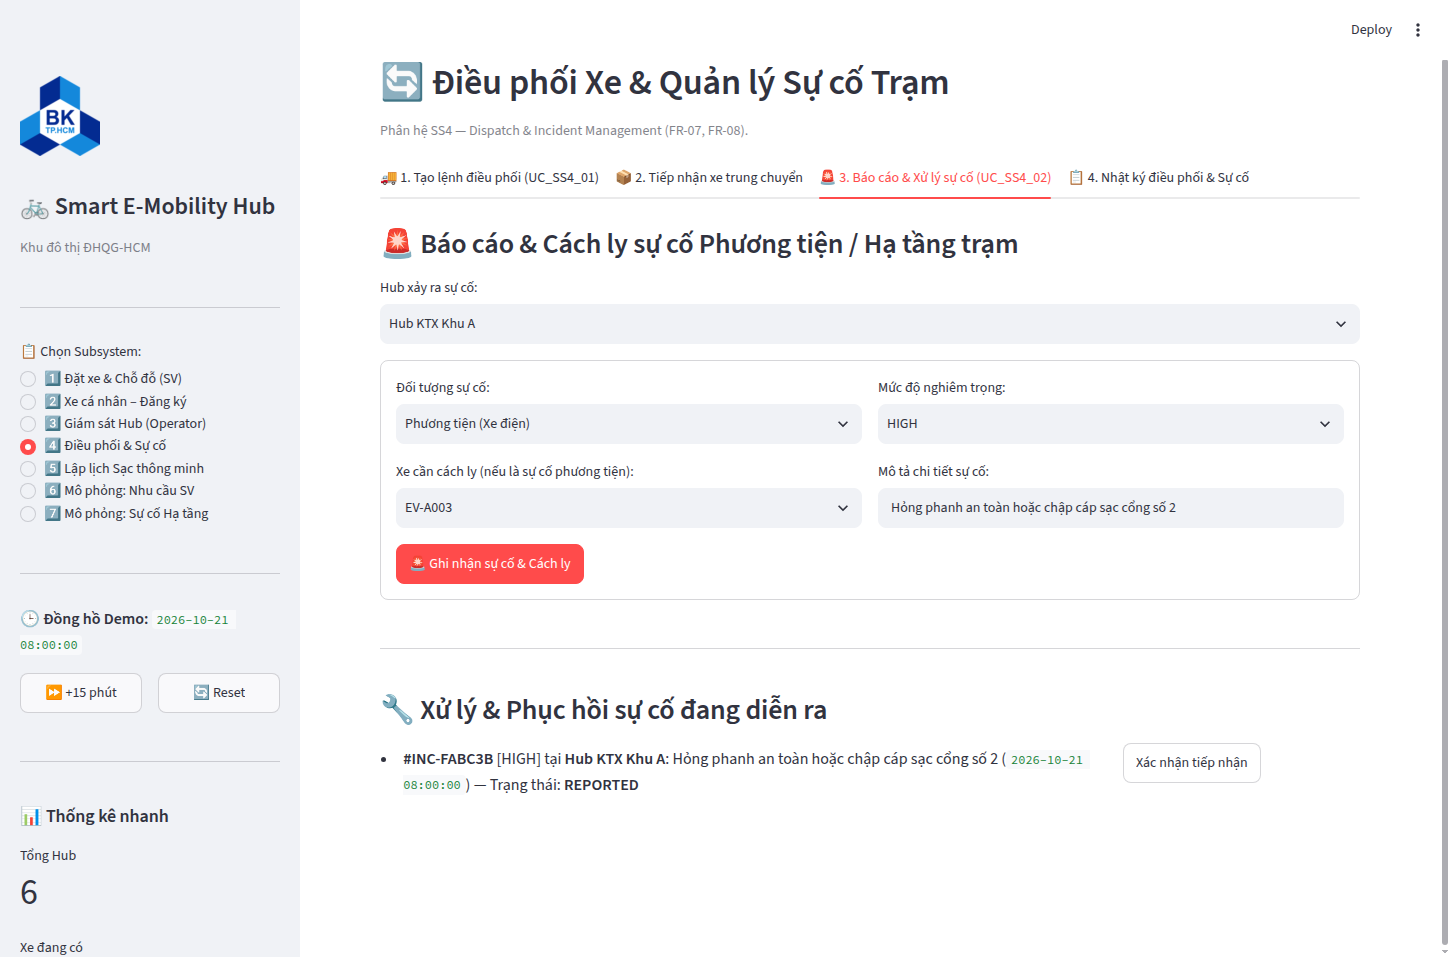 Deploy
BK
TP.HCM
Smart E-Mobility Hub
Khu đô thị ĐHQG-HCM
Chọn Subsystem:
1 Đặt xe & Chỗ đỗ (SV)
2 Xe cá nhân – Đăng ký
3 Giám sát Hub (Operator)
4 Điều phối & Sự cố
5 Lập lịch Sạc thông minh
6 Mô phỏng: Nhu cầu SV
7 Mô phỏng: Sự cố Hạ tầng
Đồng hồ Demo: 2026-10-21
08:00:00
+15 phút
Reset
Thống kê nhanh
Tổng Hub
6
Xe đang có
Điều phối Xe & Quản lý Sự cố Trạm
Phân hệ SS4 — Dispatch & Incident Management (FR-07, FR-08).
1. Tạo lệnh điều phối (UC_SS4_01)
2. Tiếp nhận xe trung chuyển
3. Báo cáo & Xử lý sự cố (UC_SS4_02)
4. Nhật ký điều phối & Sự cố
Báo cáo & Cách ly sự cố Phương tiện / Hạ tầng trạm
Hub xảy ra sự cố:
Hub KTX Khu A
Đối tượng sự cố:
Phương tiện (Xe điện)
Mức độ nghiêm trọng:
HIGH
Xe cần cách ly (nếu là sự cố phương tiện):
EV-A003
Mô tả chi tiết sự cố:
Hỏng phanh an toàn hoặc chập cáp sạc cổng số 2
Ghi nhận sự cố & Cách ly
Xử lý & Phục hồi sự cố đang diễn ra
#INC-FABC3B [HIGH] tại Hub KTX Khu A: Hỏng phanh an toàn hoặc chập cáp sạc cổng số 2 ( 2026-10-21
08:00:00 ) — Trạng thái: REPORTED
Xác nhận tiếp nhận